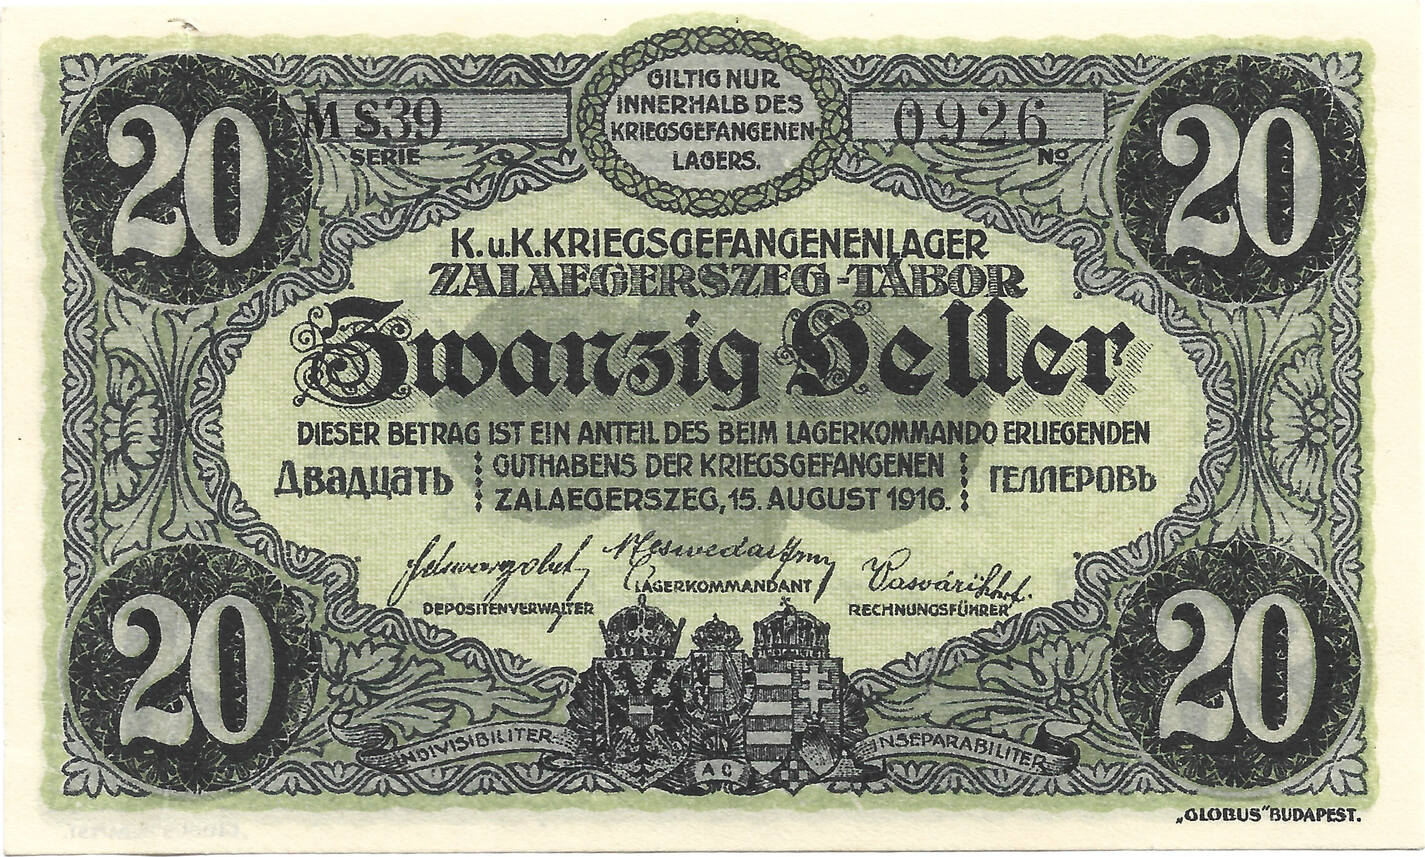 20
M S39
SERIE
GILTIG NUR
INNERHALB DES
KRIEGSGEFANGENEN-
LAGERS.
0926
No
20
K. u. K. KRIEGSGEFANGENENLAGER
ZALAEGERSZEG-TÁBOR
Zwanzig Heller
DIESER BETRAG IST EIN ANTEIL DES BEIM LAGERKOMMANDO ERLIEGENDEN
Двадцать GUTHABENS DER KRIEGSGEFANGENEN ГЕЛЛЕРОВЪ
ZALAEGERSZEG, 15. AUGUST 1916.
LAGERKOMMANDANT
DEPOSITENVERWALTER
RECHNUNGSFÜHRER
20
INDIVISIBILITER
AC
INSEPARABILITER
20
„GLOBUS" BUDAPEST.